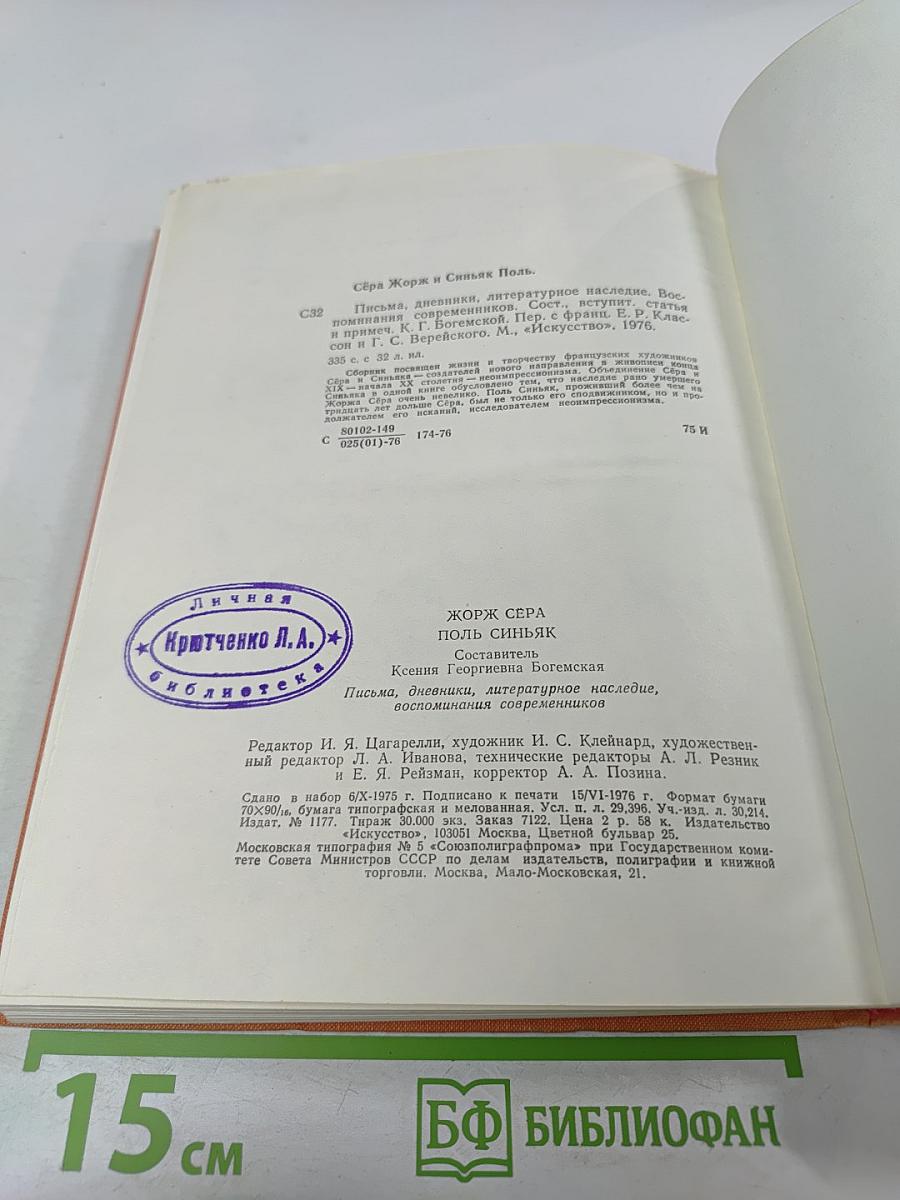 Сёра Жорж и Синьяк Поль.
С32 Письма, дневники, литературное наследие. Вос-
поминания современников. Сост., вступит. статья
и примеч. К. Г. Богемской. Пер. с франц. Е. Р. Клас-
сон и Г. С. Верейского. М., «Искусство», 1976.
335 с. с 32 л. ил.
Сборник посвящен жизни и творчеству французских художников
Сёра и Синьяка — создателей нового направления в живописи конца
XIX — начала XX столетия — неоимпрессионизма. Объединение Сёра и
Синьяка в одной книге обусловлено тем, что наследие рано умершего
Жоржа Сёра очень невелико. Поль Синьяк, проживший более чем на
тридцать лет дольше Сёра, был не только его сподвижником, но и про-
должателем его исканий, исследователем неоимпрессионизма.
С 80102-149
025(01)-76 174-76 75 И
Личная
Крютченко Л.А.
библиотека
ЖОРЖ СЁРА
ПОЛЬ СИНЬЯК
Составитель
Ксения Георгиевна Богемская
Письма, дневники, литературное наследие,
воспоминания современников
Редактор И. Я. Цагарелли, художник И. С. Клейнард, художествен-
ный редактор Л. А. Иванова, технические редакторы А. Л. Резник
и Е. Я. Рейзман, корректор А. А. Позина.
Сдано в набор 6/X-1975 г. Подписано к печати 15/VI-1976 г. Формат бумаги
70×90/16, бумага типографская и мелованная. Усл. п. л. 29,396. Уч.-изд. л. 30,214.
Издат. № 1177. Тираж 30.000 экз. Заказ 7122. Цена 2 р. 58 к. Издательство
«Искусство», 103051 Москва, Цветной бульвар 25.
Московская типография № 5 «Союзполиграфпрома» при Государственном коми-
тете Совета Министров СССР по делам издательств, полиграфии и книжной
торговли. Москва, Мало-Московская, 21.
15 см
БФ БИБЛИОФАН